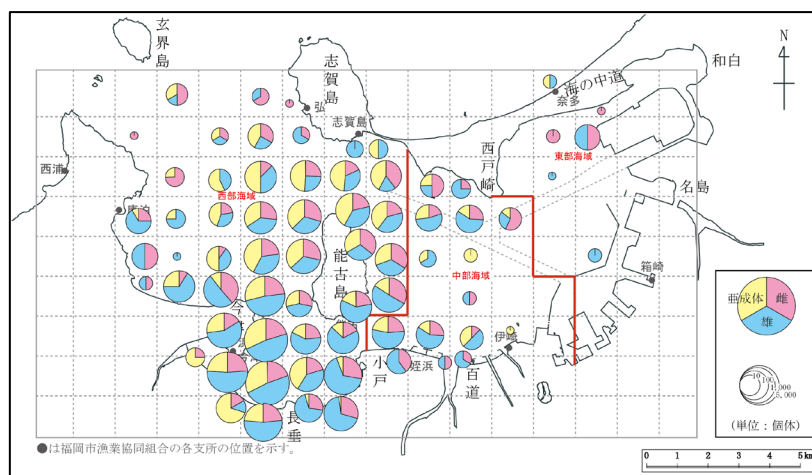 玄界島
志賀島
弘
志賀島
海の中道
奈多
和白
N
西戸崎
東部海域
西浦
西部海域
名島
唐泊
能古島
中部海域
箱崎
伊崎
小戸
姪浜
百道
長垂
亜成体
雌
雄
10
100
1,000
5,000
(単位:個体)
●は福岡市漁業協同組合の各支所の位置を示す。
0 1 2 3 4 5